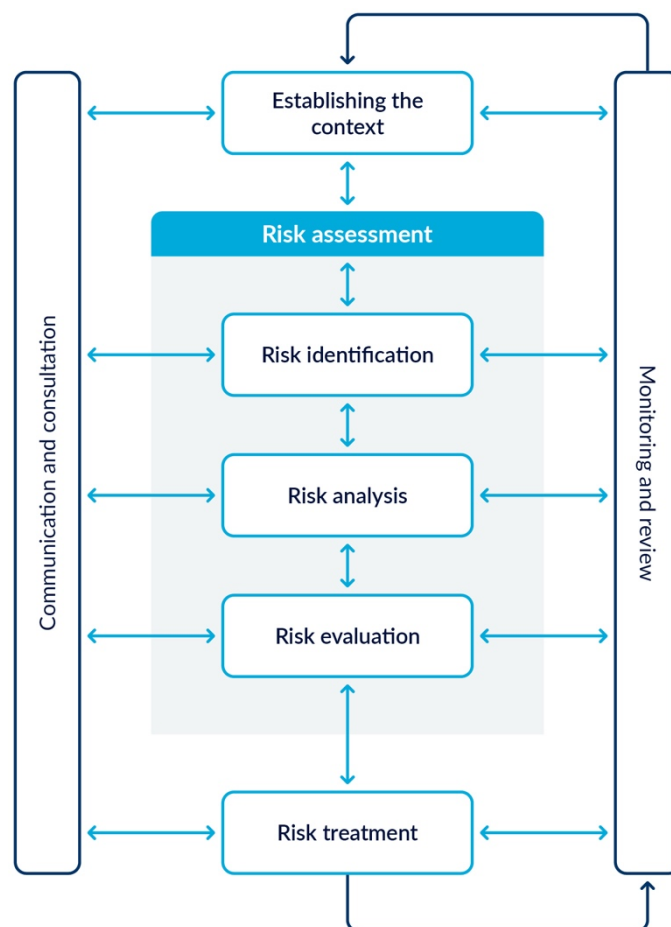 Establishing the
context
Risk assessment
Risk identification
Risk analysis
Risk evaluation
Risk treatment
Communication and consultation
Monitoring and review